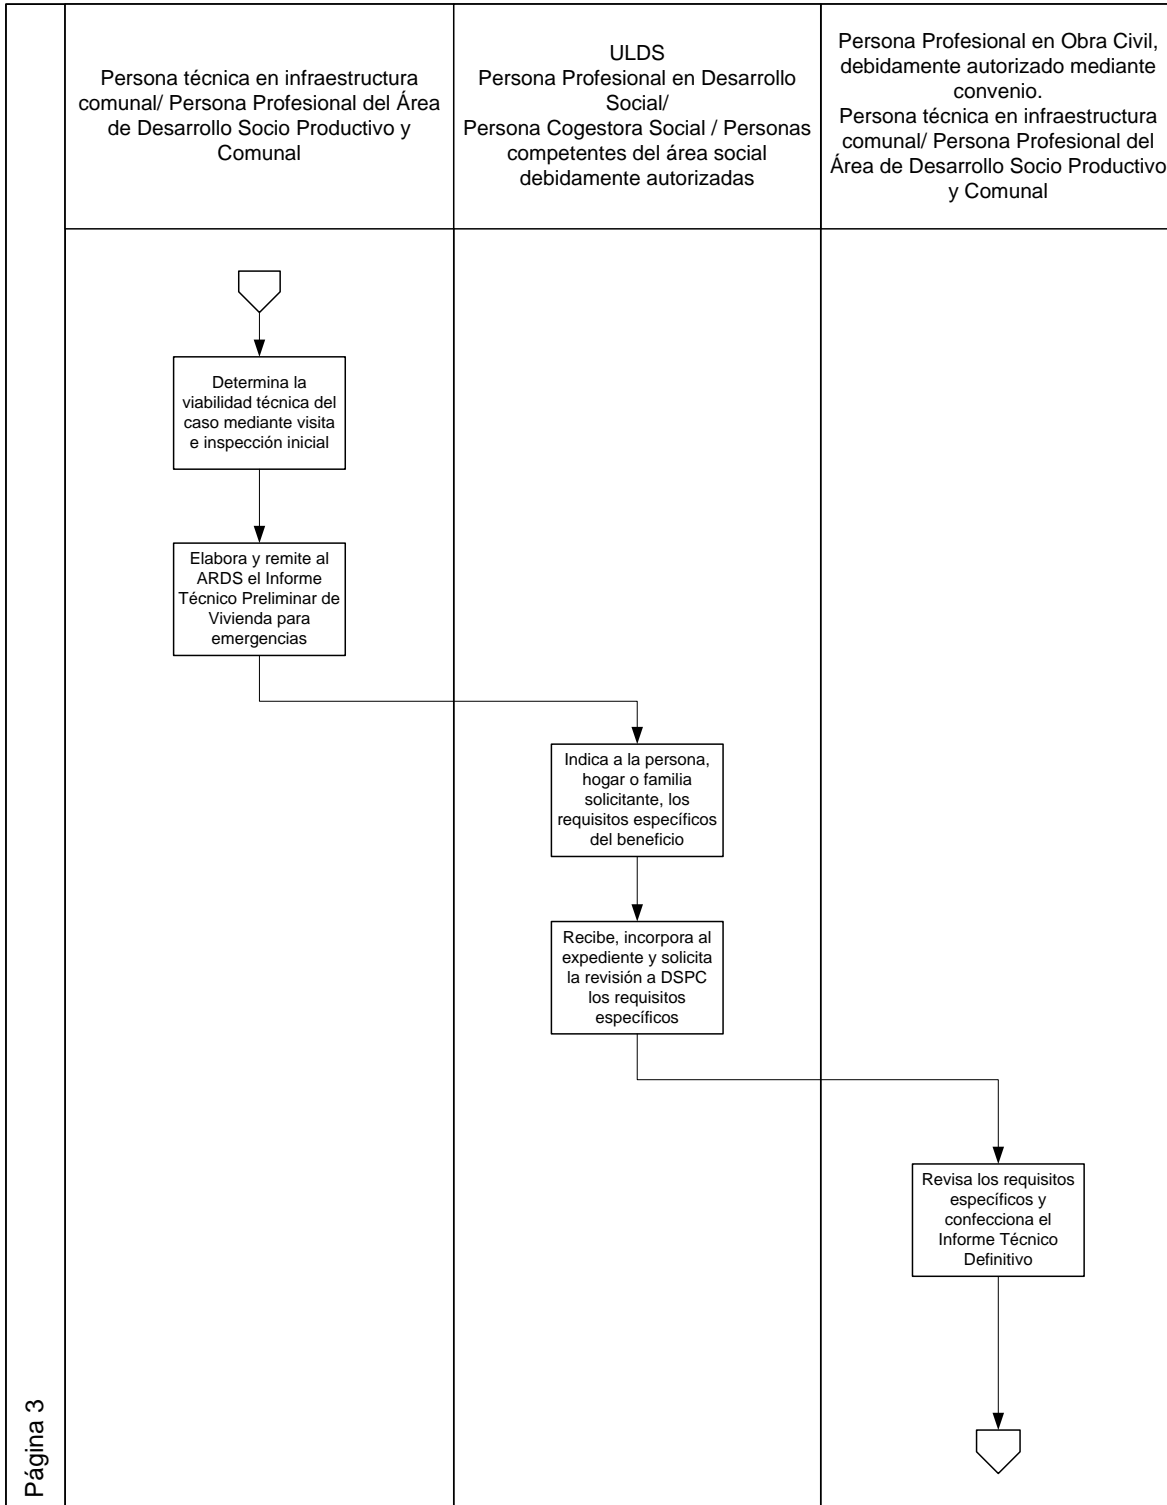 Persona técnica en infraestructura
comunal/ Persona Profesional del Área
de Desarrollo Socio Productivo y
Comunal
ULDS
Persona Profesional en Desarrollo
Social/
Persona Cogestora Social / Personas
competentes del área social
debidamente autorizadas
Persona Profesional en Obra Civil,
debidamente autorizado mediante
convenio.
Persona técnica en infraestructura
comunal/ Persona Profesional del
Área de Desarrollo Socio Productivo
y Comunal
Determina la
viabilidad técnica del
caso mediante visita
e inspección inicial
Elabora y remite al
ARDS el Informe
Técnico Preliminar de
Vivienda para
emergencias
Indica a la persona,
hogar o familia
solicitante, los
requisitos específicos
del beneficio
Recibe, incorpora al
expediente y solicita
la revisión a DSPC
los requisitos
específicos
Revisa los requisitos
específicos y
confecciona el
Informe Técnico
Definitivo
Página 3